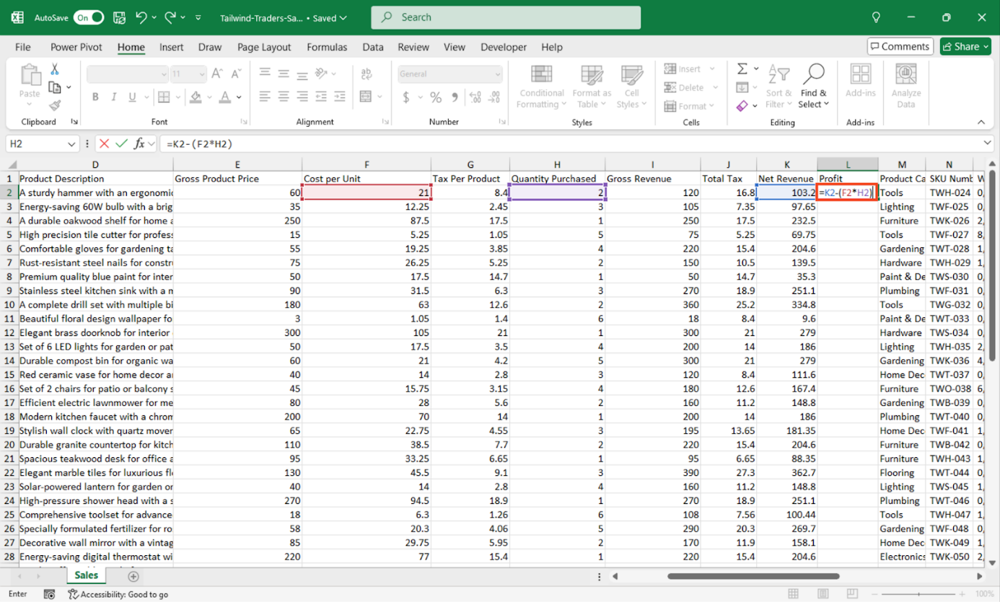 AutoSave On Tailwind-Traders-Sa... • Saved Search
File Power Pivot Home Insert Draw Page Layout Formulas Data Review View Developer Help Comments Share
Paste 11 B I U A ab General $ % 9 Conditional Formatting Format as Table Cell Styles Insert Delete Format Sort & Filter Find & Select Add-ins Analyze Data
Clipboard Font Alignment Number Styles Cells Editing Add-ins
H2 fx =K2-(F2*H2)
D E F G H I J K L M N
1 Product Description Gross Product Price Cost per Unit Tax Per Product Quantity Purchased Gross Revenue Total Tax Net Revenue Profit Product Ca SKU Numb W
2 A sturdy hammer with an ergonomic 60 21 8.4 2 120 16.8 103.2 =K2-(F2*H2) Tools TWH-024 0,
3 Energy-saving 60W bulb with a brig 35 12.25 2.45 3 105 7.35 97.65 Lighting TWF-025 0,
4 A durable oakwood shelf for home a 250 87.5 17.5 1 250 17.5 232.5 Furniture TWK-026 2,
5 High precision tile cutter for profes 15 5.25 1.05 5 75 5.25 69.75 Tools TWF-027 8,
6 Comfortable gloves for gardening ta 55 19.25 3.85 4 220 15.4 204.6 Gardening TWT-028 1,
7 Rust-resistant steel nails for constr 75 26.25 5.25 2 150 10.5 139.5 Hardware TWH-029 1,
8 Premium quality blue paint for inter 50 17.5 14.7 1 50 14.7 35.3 Paint & De TWS-030 0,
9 Stainless steel kitchen sink with a m 90 31.5 6.3 3 270 18.9 251.1 Plumbing TWF-031 0,
10 A complete drill set with multiple bi 180 63 12.6 2 360 25.2 334.8 Tools TWG-032 0,
11 Beautiful floral design wallpaper fo 3 1.05 1.4 6 18 8.4 9.6 Paint & De TWT-033 0,
12 Elegant brass doorknob for interior 300 105 21 1 300 21 279 Hardware TWS-034 0,
13 Set of 6 LED lights for garden or pat 50 17.5 3.5 4 200 14 186 Lighting TWH-035 2,
14 Durable compost bin for organic wa 60 21 4.2 5 300 21 279 Gardening TWK-036 4,
15 Red ceramic vase for home decor a 40 14 2.8 3 120 8.4 111.6 Home Dec TWT-037 0,
16 Set of 2 chairs for patio or balcony s 45 15.75 3.15 4 180 12.6 167.4 Furniture TWO-038 6,
17 Efficient electric lawnmower for me 80 28 5.6 2 160 11.2 148.8 Gardening TWB-039 0,
18 Modern kitchen faucet with a chrom 200 70 14 1 200 14 186 Plumbing TWT-040 0,
19 Stylish wall clock with quartz mover 65 22.75 4.55 3 195 13.65 181.35 Home Dec TWF-041 1,
20 Durable granite countertop for kitch 110 38.5 7.7 2 220 15.4 204.6 Furniture TWB-042 0,
21 Spacious teakwood desk for office a 95 33.25 6.65 1 95 6.65 88.35 Furniture TWH-043 1,
22 Elegant marble tiles for luxurious fl 130 45.5 9.1 3 390 27.3 362.7 Flooring TWT-044 0,
23 Solar-powered lantern for garden or 40 14 2.8 4 160 11.2 148.8 Lighting TWS-045 1,
24 High-pressure shower head with a s 270 94.5 18.9 1 270 18.9 251.1 Plumbing TWT-046 0,
25 Comprehensive toolset for advance 18 6.3 1.26 6 108 7.56 100.44 Tools TWH-047 1,
26 Specially formulated fertilizer for ro 58 20.3 4.06 5 290 20.3 269.7 Gardening TWF-048 0,
27 Decorative wall mirror with a vintag 85 29.75 5.95 2 170 11.9 158.1 Home Dec TWK-049 1,
28 Energy-saving digital thermostat wi 220 77 15.4 1 220 15.4 204.6 Electronics TWK-050 2,
Sales
Enter Accessibility: Good to go 100%